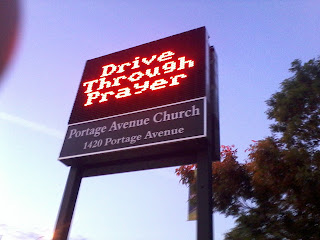 Drive
Through
Prayer
Portage Avenue Church
1420 Portage Avenue